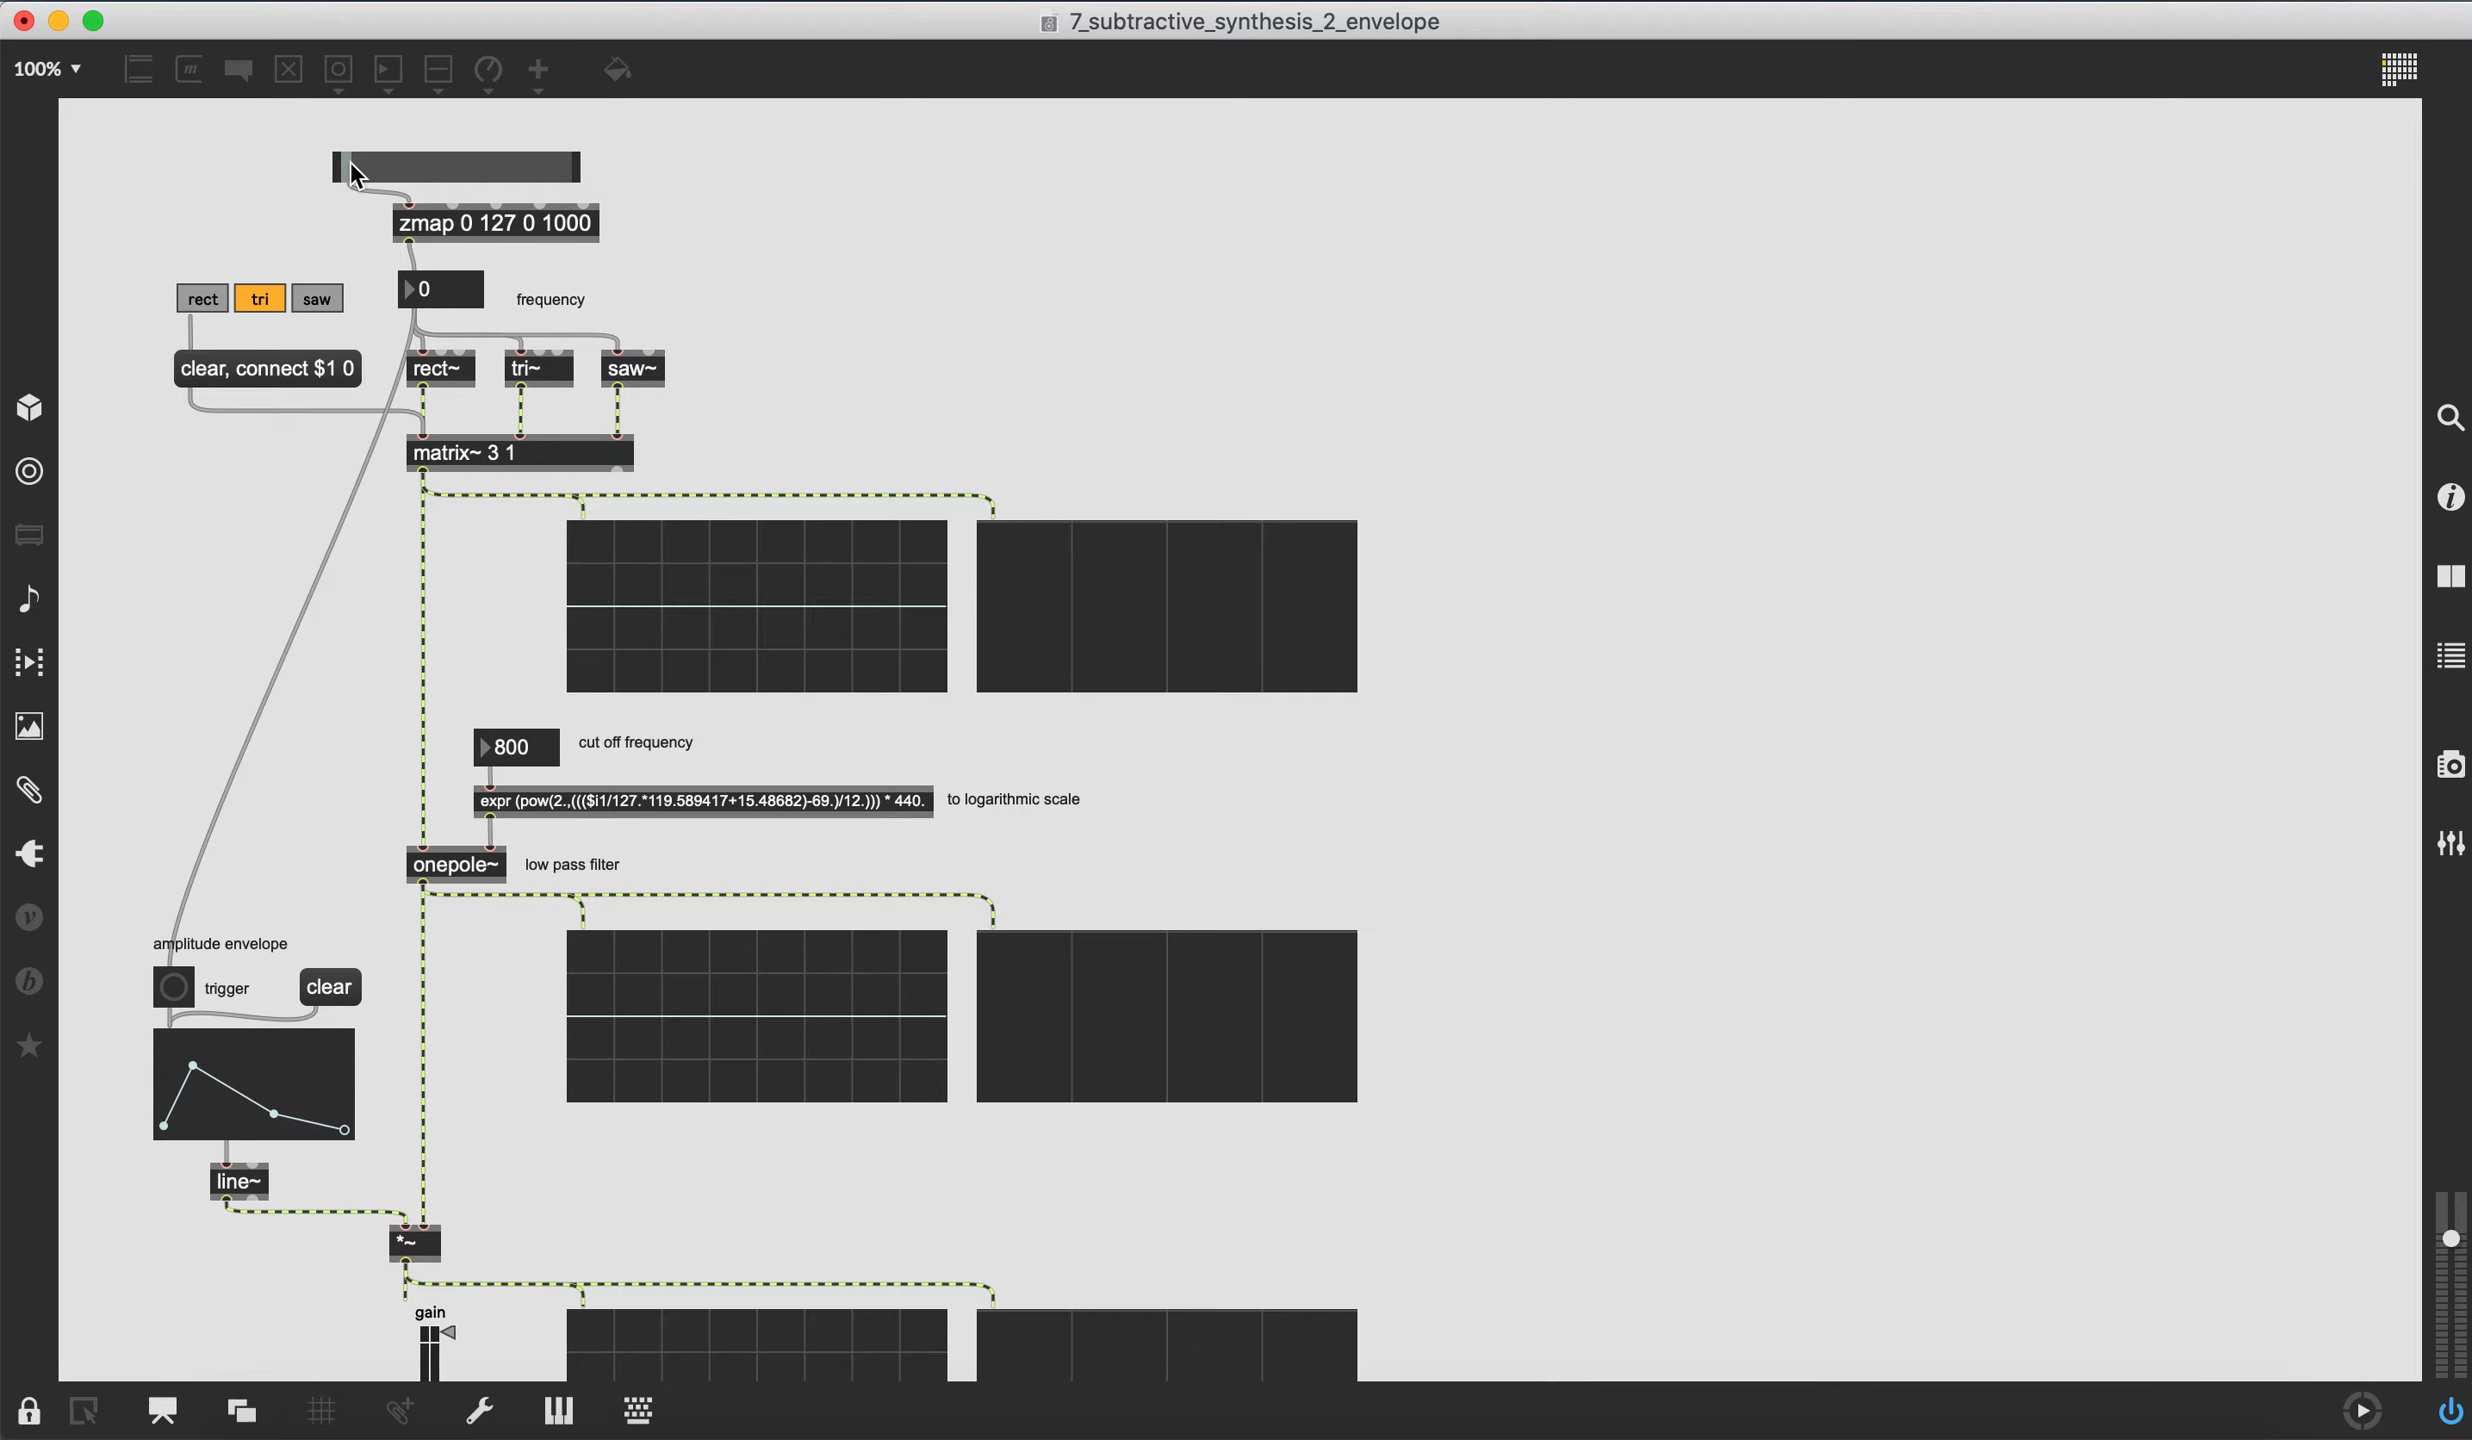 7_subtractive_synthesis_2_envelope
100%
zmap 0 127 0 1000
rect tri saw
0
frequency
clear, connect $1 0
rect~ tri~ saw~
matrix~ 3 1
800
cut off frequency
expr (pow(2.,((($i1/127.*119.589417+15.48682)-69.)/12.))) * 440.
to logarithmic scale
onepole~
low pass filter
amplitude envelope
trigger
clear
line~
*~
gain